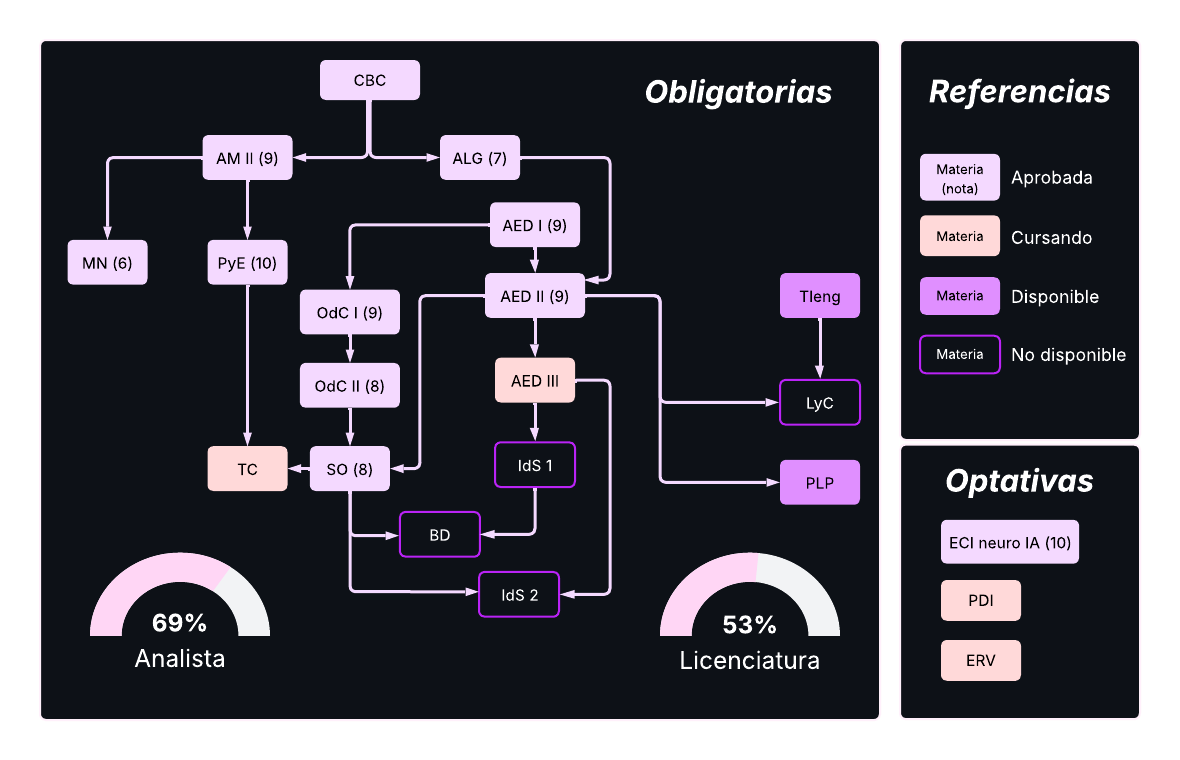 Obligatorias
CBC
AM II (9)
ALG (7)
AED I (9)
MN (6)
PyE (10)
OdC I (9)
AED II (9)
Tleng
OdC II (8)
AED III
LyC
TC
SO (8)
IdS 1
PLP
BD
IdS 2
69%
Analista
53%
Licenciatura
Referencias
Materia
(nota)
Aprobada
Materia
Cursando
Materia
Disponible
Materia
No disponible
Optativas
ECI neuro IA (10)
PDI
ERV